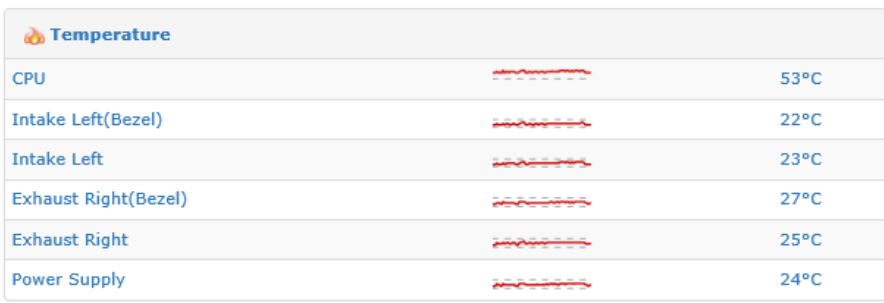 Temperature
CPU 53°C
Intake Left(Bezel) 22°C
Intake Left 23°C
Exhaust Right(Bezel) 27°C
Exhaust Right 25°C
Power Supply 24°C